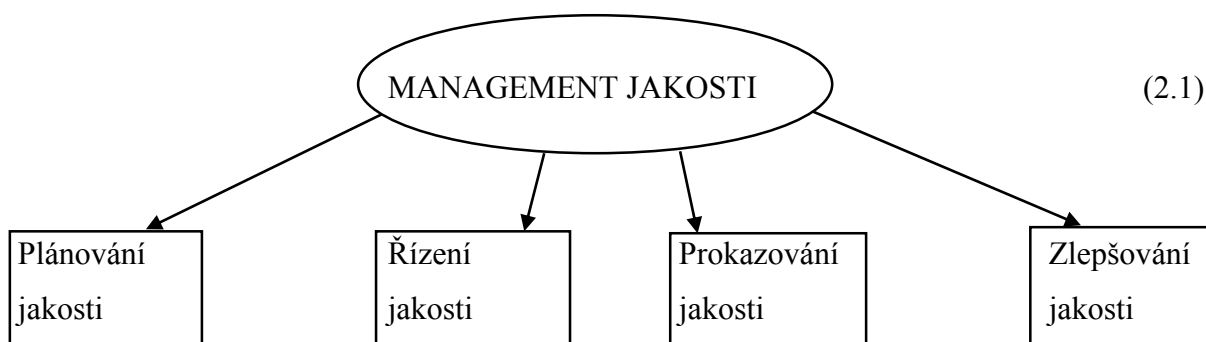 MANAGEMENT JAKOSTI
(2.1)
Plánování
jakosti
Řízení
jakosti
Prokazování
jakosti
Zlepšování
jakosti